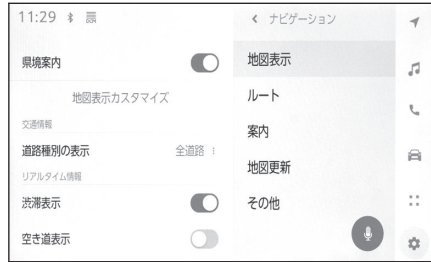 11:29
県境案内
地図表示カスタマイズ
交通情報
道路種別の表示 全道路
リアルタイム情報
渋滞表示
空き道表示
ナビゲーション
地図表示
ルート
案内
地図更新
その他